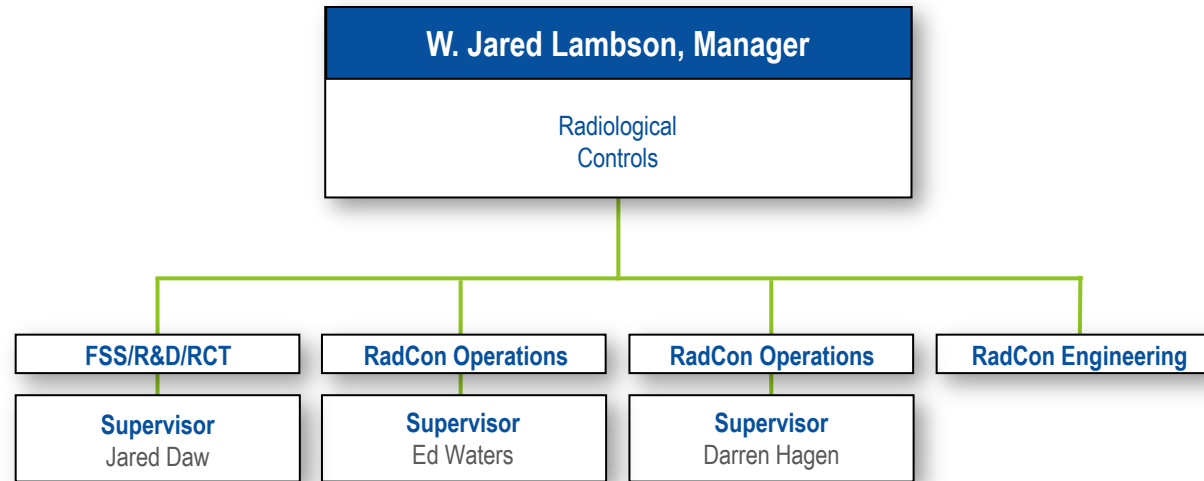 W. Jared Lambson, Manager
Radiological
Controls
FSS/R&D/RCT
RadCon Operations
RadCon Operations
RadCon Engineering
Supervisor
Jared Daw
Supervisor
Ed Waters
Supervisor
Darren Hagen